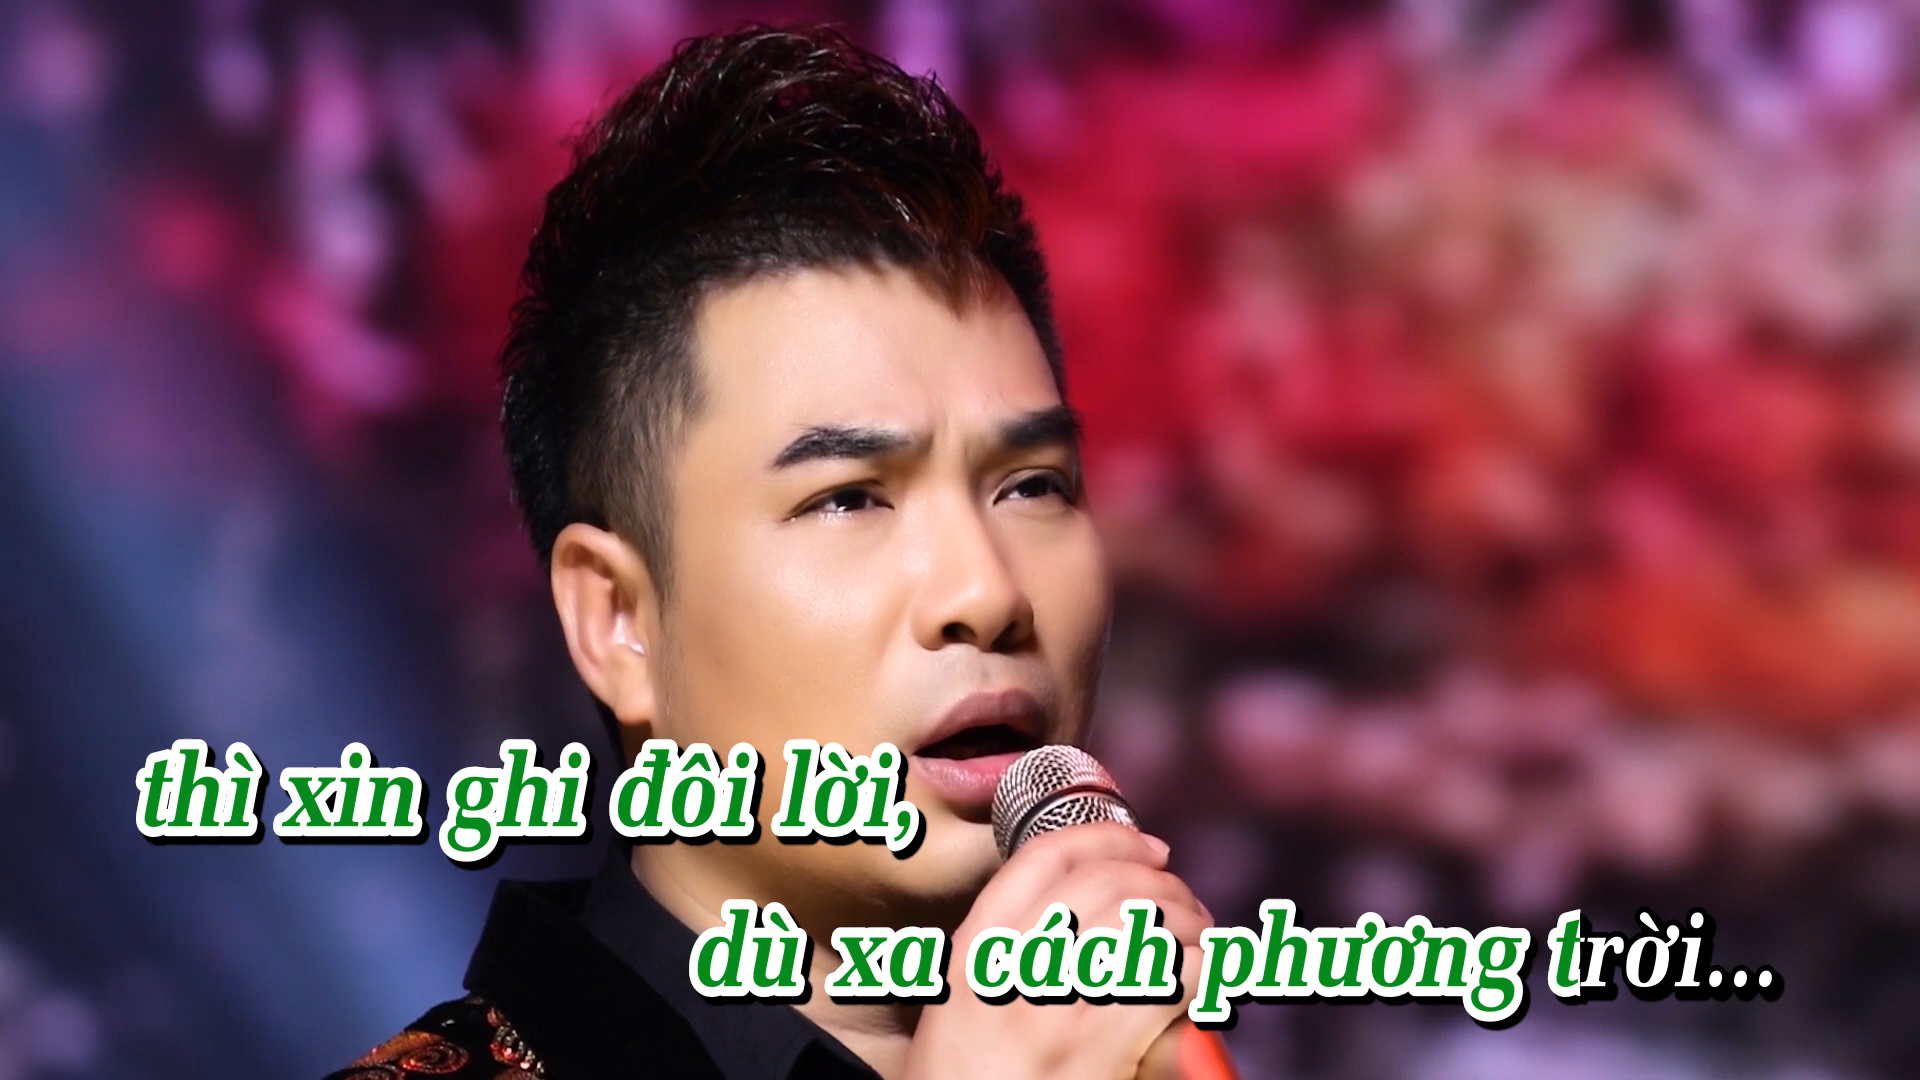 thì xin ghi đôi lời,
dù xa cách phương trời...